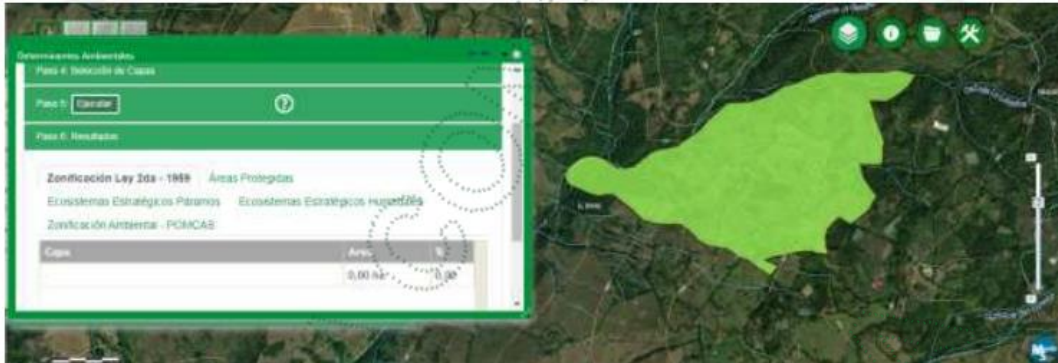 Determinantes Ambientales
Paso 4: Selección de Capas
Paso 5: Ejecutar
Paso 6: Resultados
Zonificación Ley 2da - 1959 Áreas Protegidas
Ecosistemas Estratégicos Páramos Ecosistemas Estratégicos Humedales
Zonificación Ambiental - POMCAS
Capa Area %
0,00 ha 0,00